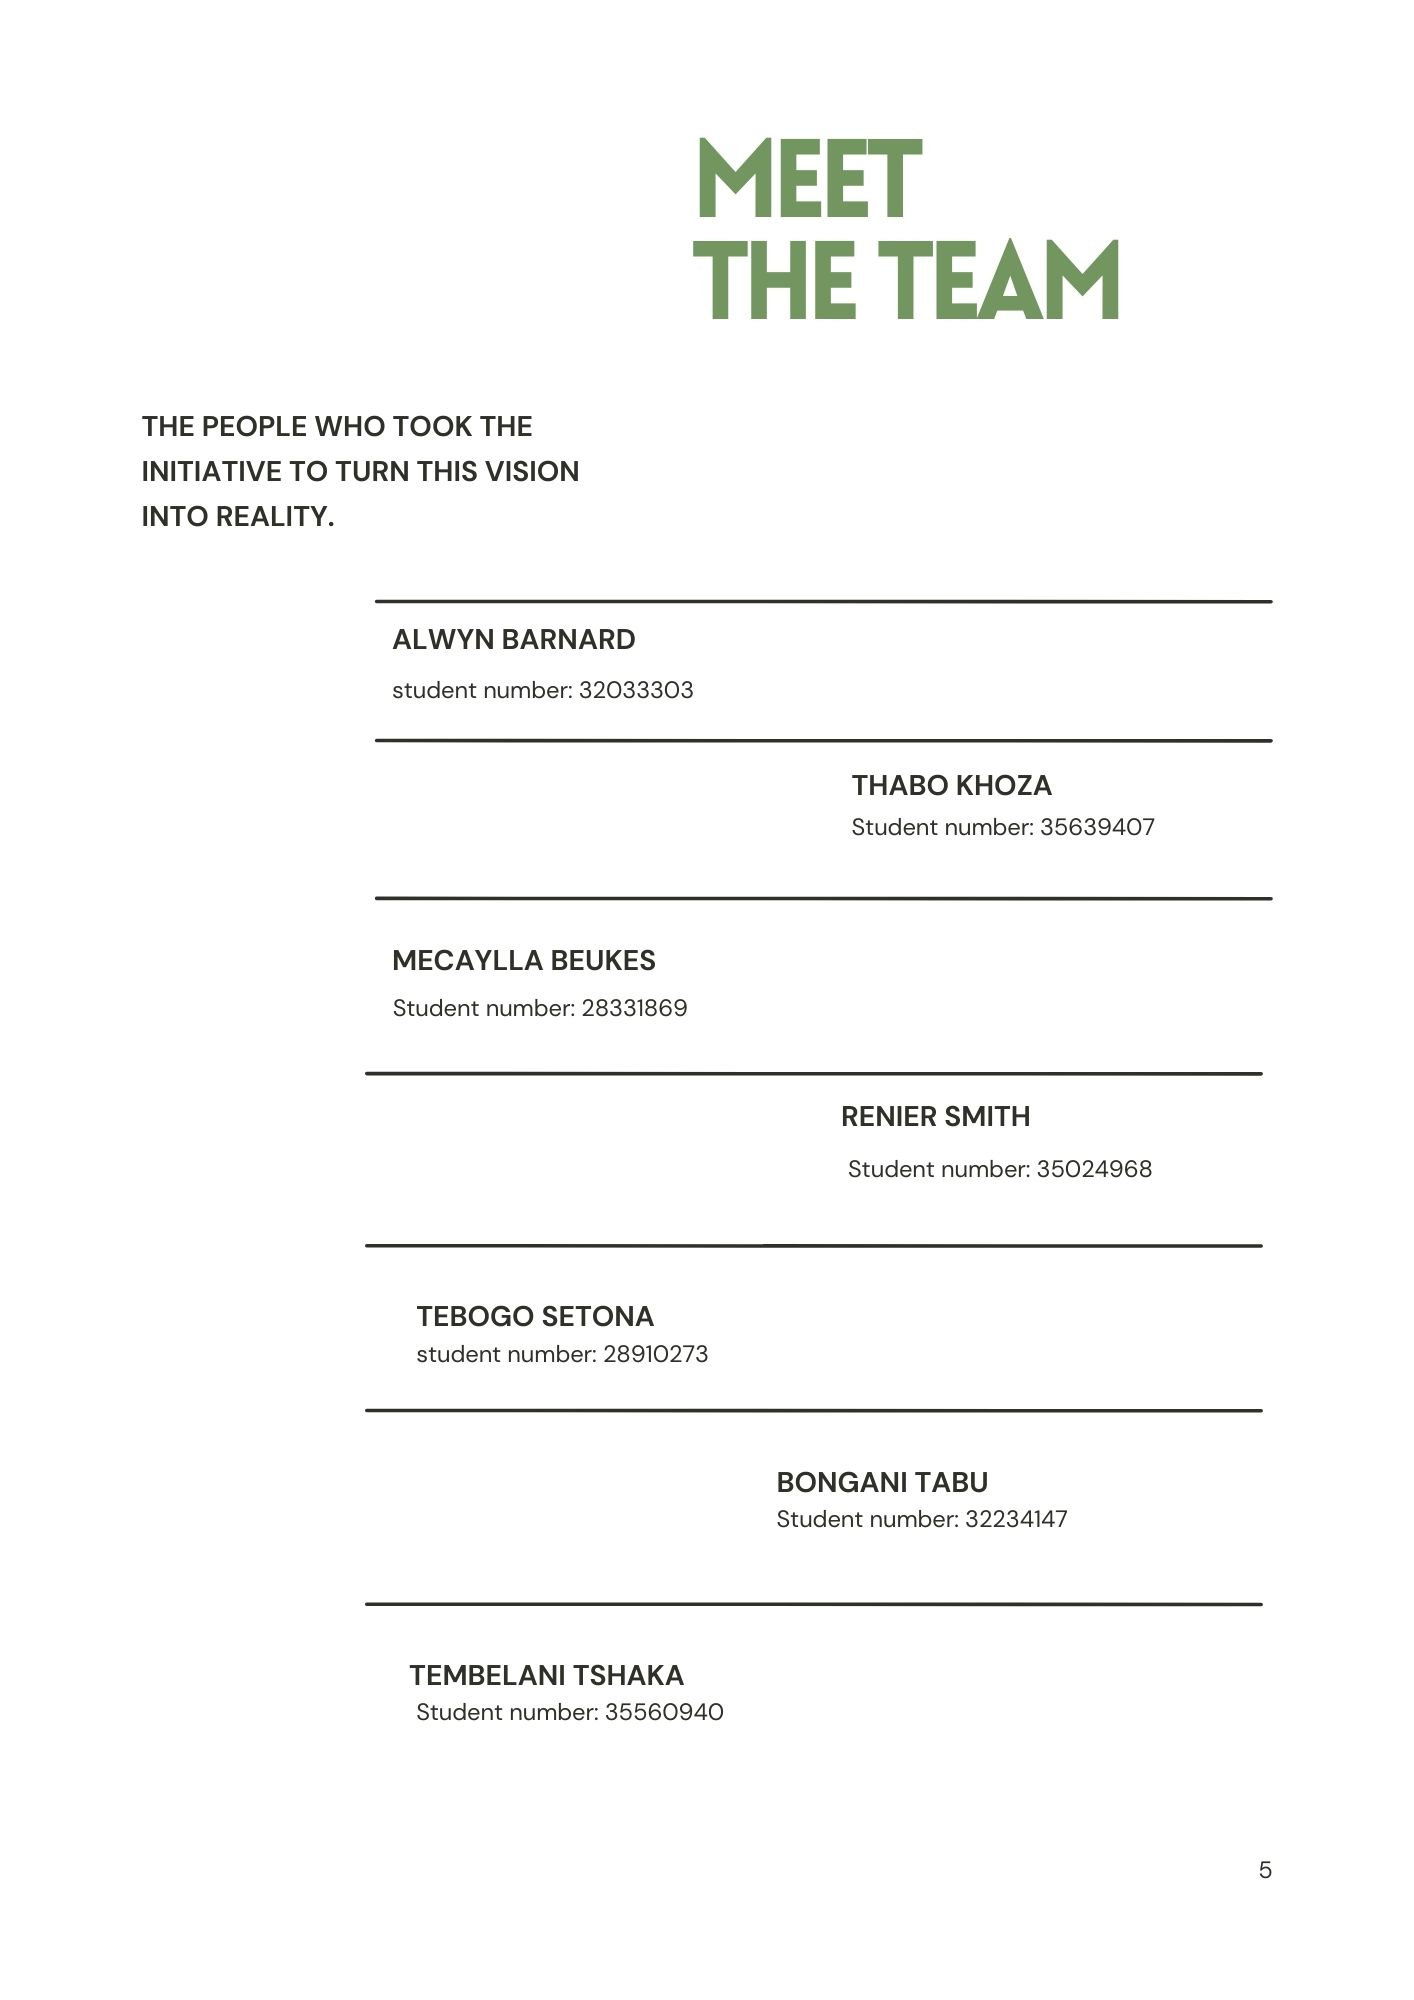 MEET
THE TEAM
THE PEOPLE WHO TOOK THE
INITIATIVE TO TURN THIS VISION
INTO REALITY.
ALWYN BARNARD
student number: 32033303
THABO KHOZA
Student number: 35639407
MECAYLLA BEUKES
Student number: 28331869
RENIER SMITH
Student number: 35024968
TEBOGO SETONA
student number: 28910273
BONGANI TABU
Student number: 32234147
TEMBELANI TSHAKA
Student number: 35560940
5